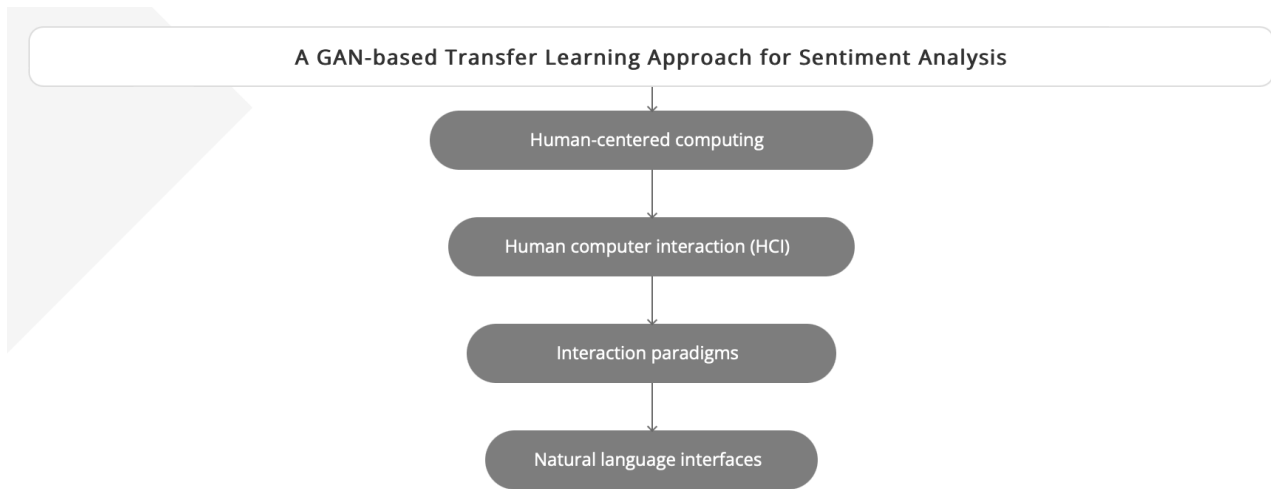 A GAN-based Transfer Learning Approach for Sentiment Analysis
Human-centered computing
Human computer interaction (HCI)
Interaction paradigms
Natural language interfaces